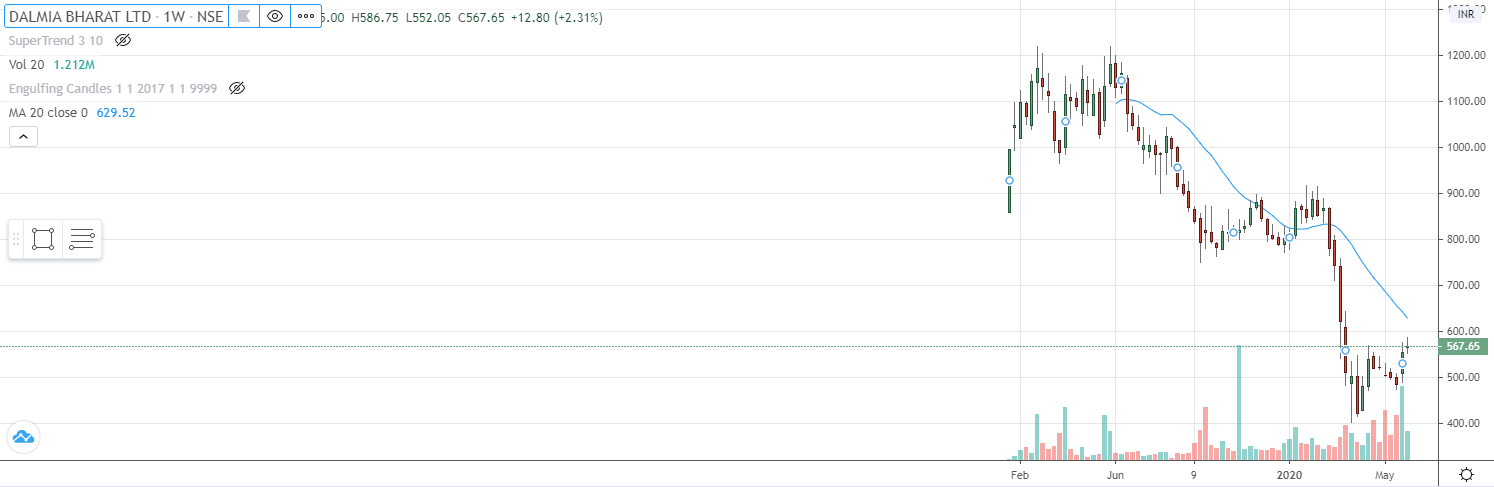 DALMIA BHARAT LTD · 1W · NSE 5.00 H586.75 L552.05 C567.65 +12.80 (+2.31%)
SuperTrend 3 10
Vol 20 1.212M
Engulfing Candles 1 1 2017 1 1 9999
MA 20 close 0 629.52
INR
1200.00
1100.00
1000.00
900.00
800.00
700.00
600.00
567.65
500.00
400.00
Feb Jun 9 2020 May